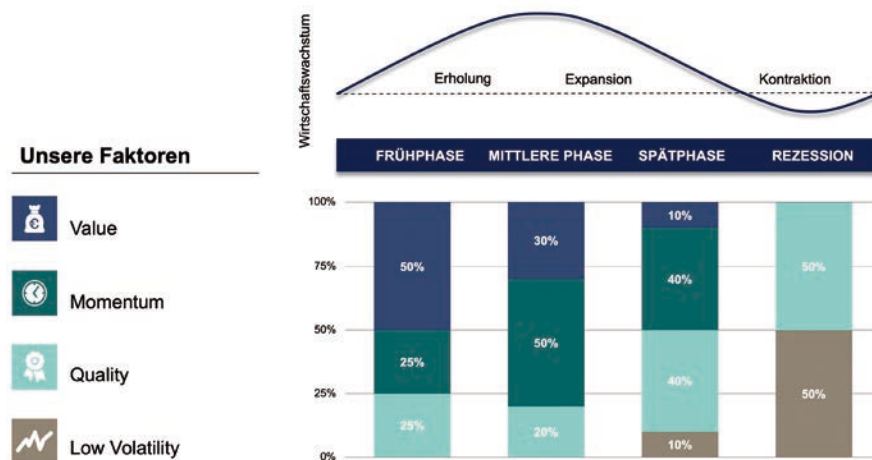 Wirtschaftswachstum
Erholung
Expansion
Kontraktion
Unsere Faktoren
FRÜHPHASE
MITTLERE PHASE
SPÄTPHASE
REZESSION
Value
Momentum
Quality
Low Volatility
100%
75%
50%
25%
0%
50%
25%
25%
30%
50%
20%
10%
40%
40%
10%
50%
50%